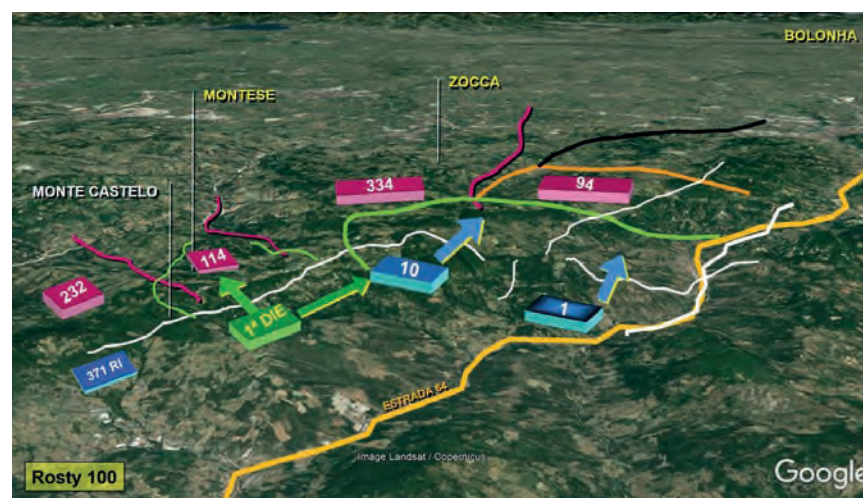 BOLONHA
ZOCCA
MONTESE
MONTE CASTELO
334
94
114
10
232
1ª DIE
1
371 RI
ESTRADA 64
Image Landsat / Copernicus
Rosty 100
Google